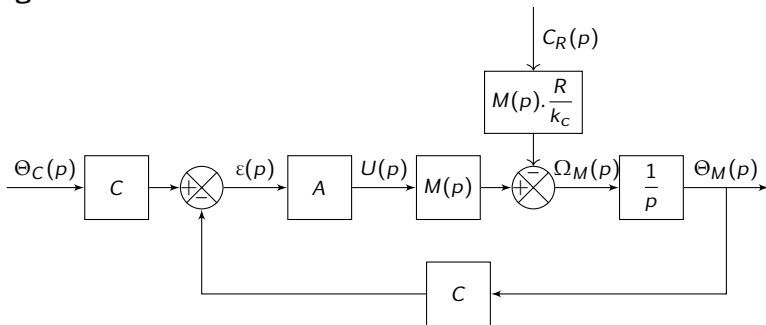 C_R(p)
M(p).R/k_c
Θ_C(p)
C
+
−
ε(p)
A
U(p)
M(p)
+
−
Ω_M(p)
1/p
Θ_M(p)
C